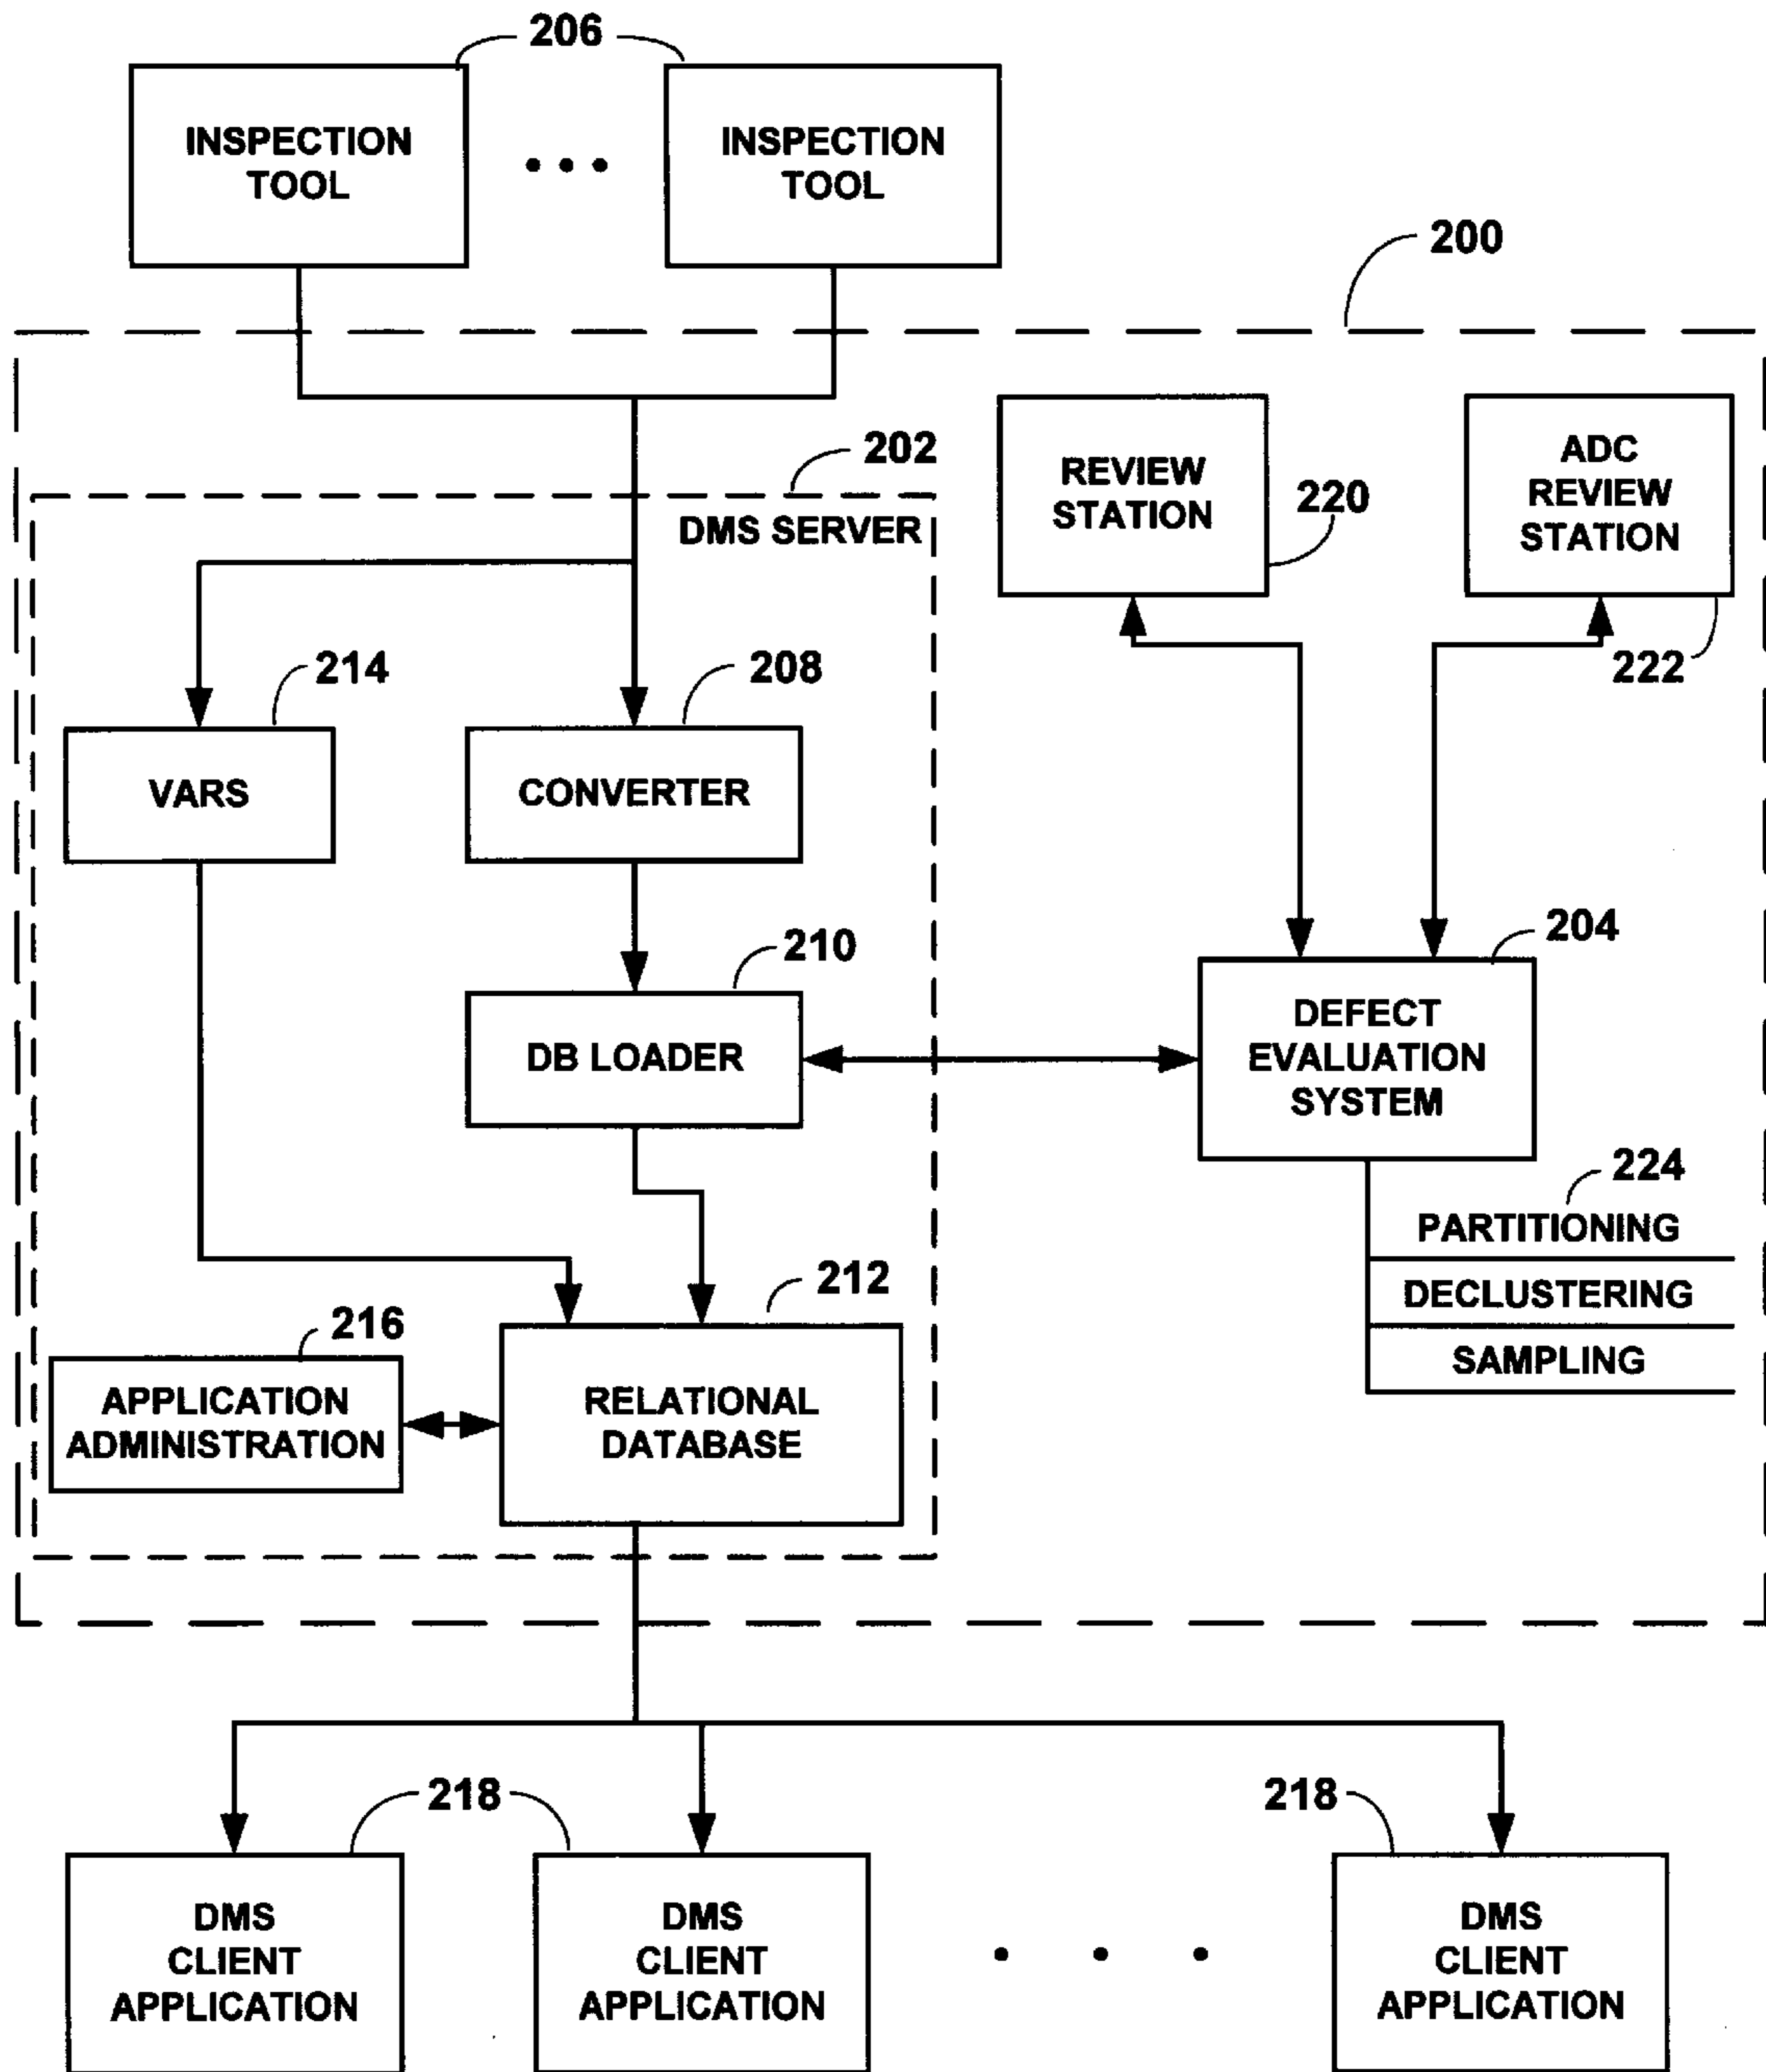 206
INSPECTION
TOOL
INSPECTION
TOOL
200
202
DMS SERVER
REVIEW
STATION
220
ADC
REVIEW
STATION
222
214
208
VARS
CONVERTER
210
204
DB LOADER
DEFECT
EVALUATION
SYSTEM
224
PARTITIONING
DECLUSTERING
SAMPLING
212
216
APPLICATION
ADMINISTRATION
RELATIONAL
DATABASE
218
218
DMS
CLIENT
APPLICATION
DMS
CLIENT
APPLICATION
DMS
CLIENT
APPLICATION